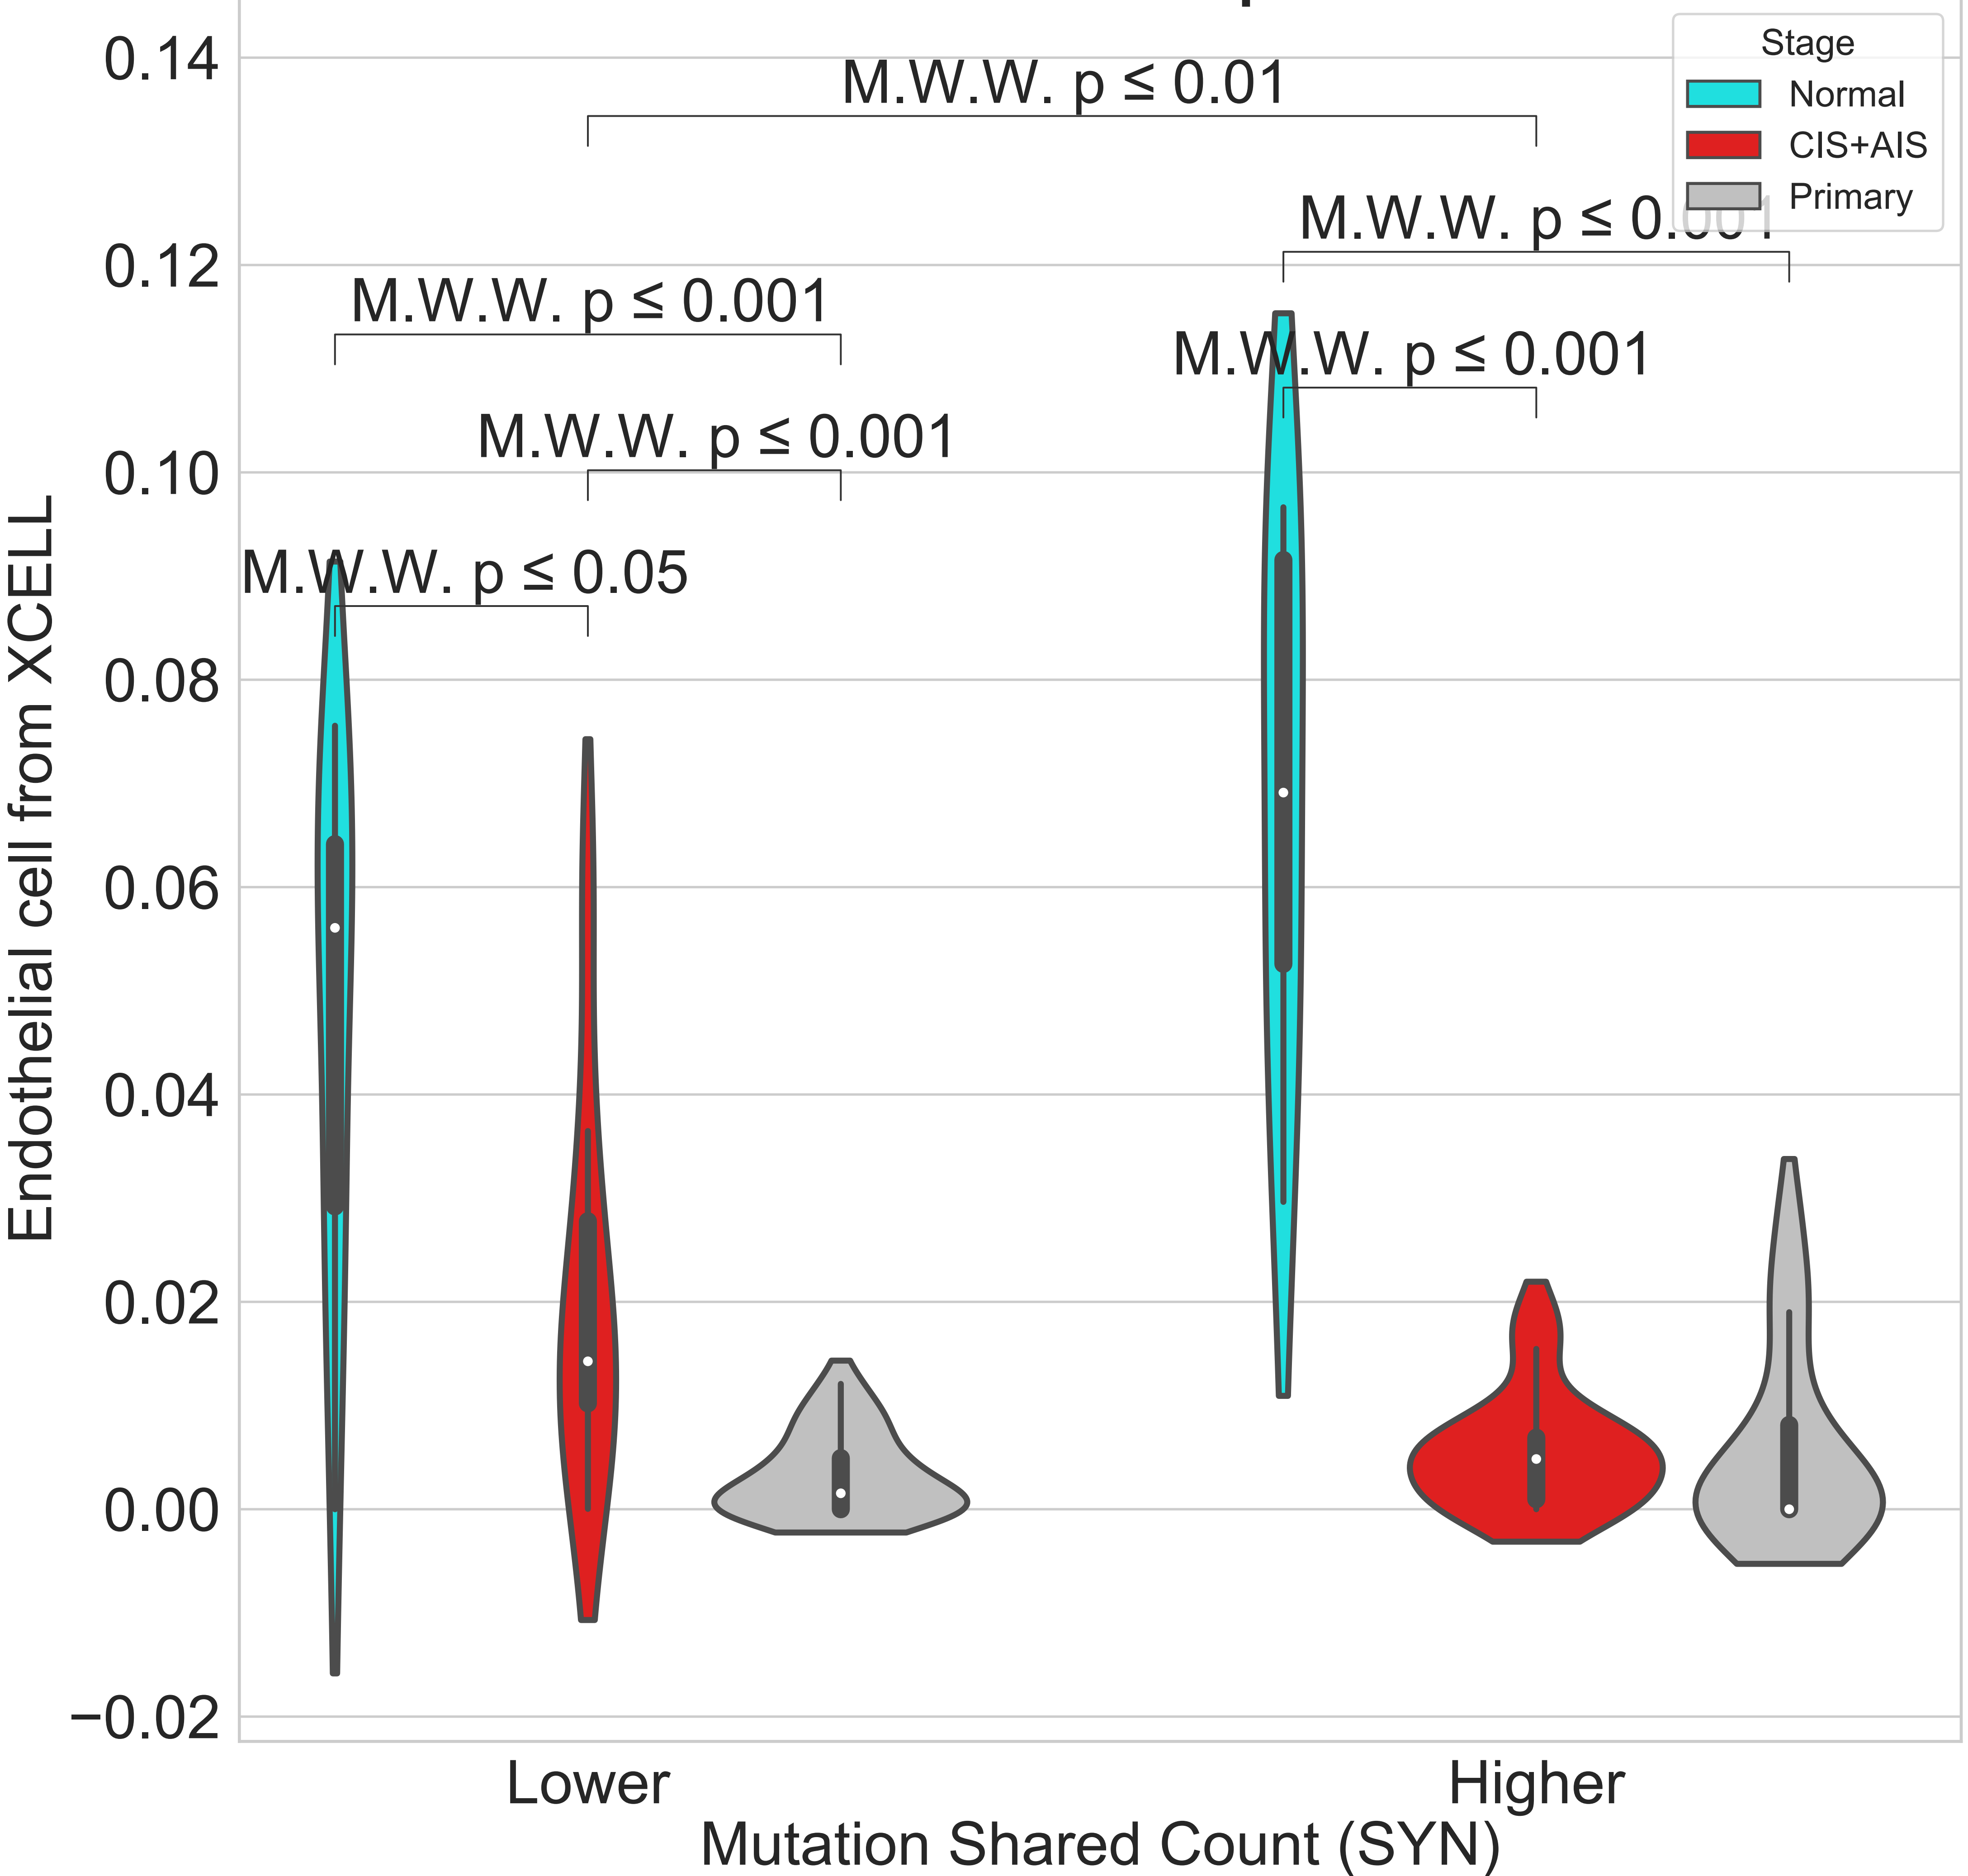 Stage
Normal
CIS+AIS
Primary
M.W.W. p ≤ 0.01
M.W.W. p ≤ 0.001
M.W.W. p ≤ 0.001
M.W.W. p ≤ 0.001
M.W.W. p ≤ 0.001
M.W.W. p ≤ 0.05
0.14
0.12
0.10
0.08
0.06
0.04
0.02
0.00
−0.02
Endothelial cell from XCELL
Lower
Higher
Mutation Shared Count (SYN)